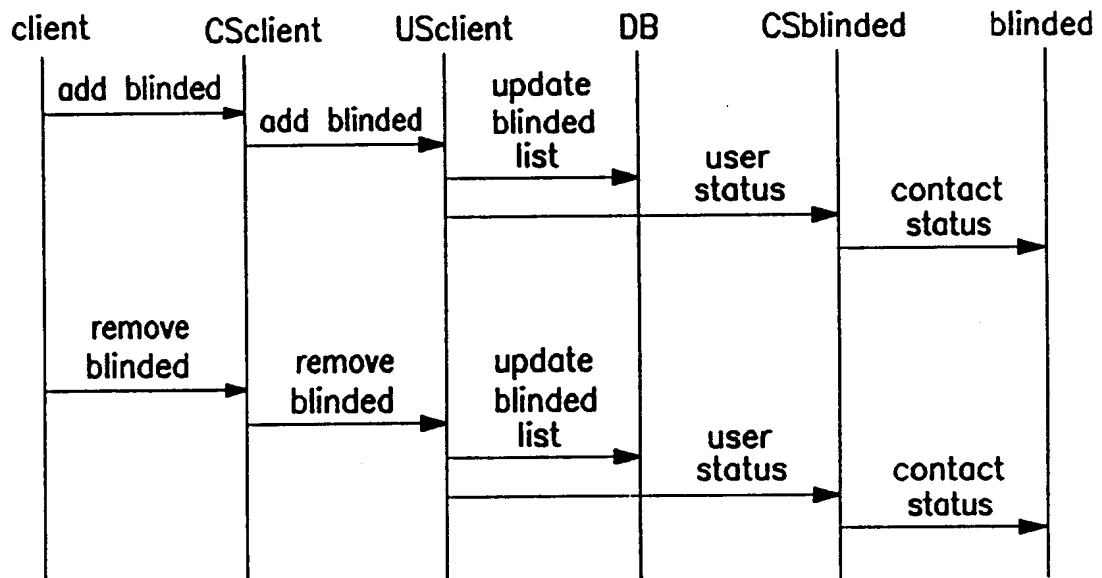 client CSclient USclient DB CSblinded blinded
add blinded
add blinded
update
blinded
list
user
status
contact
status
remove
blinded
remove
blinded
update
blinded
list
user
status
contact
status